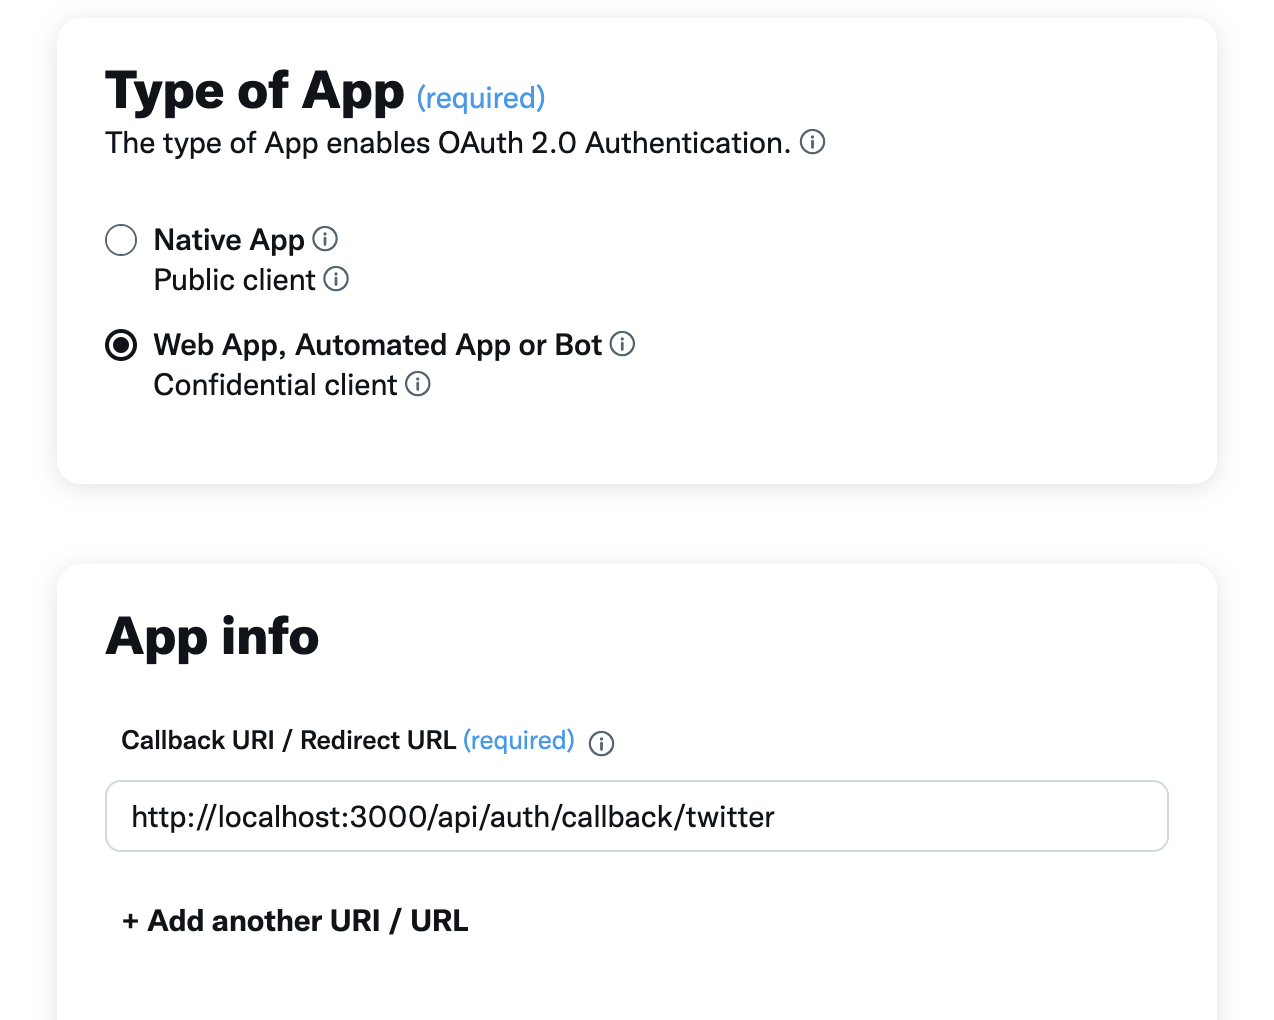 Type of App (required)
The type of App enables OAuth 2.0 Authentication.
Native App
Public client
Web App, Automated App or Bot
Confidential client
App info
Callback URI / Redirect URL (required)
http://localhost:3000/api/auth/callback/twitter
+ Add another URI / URL